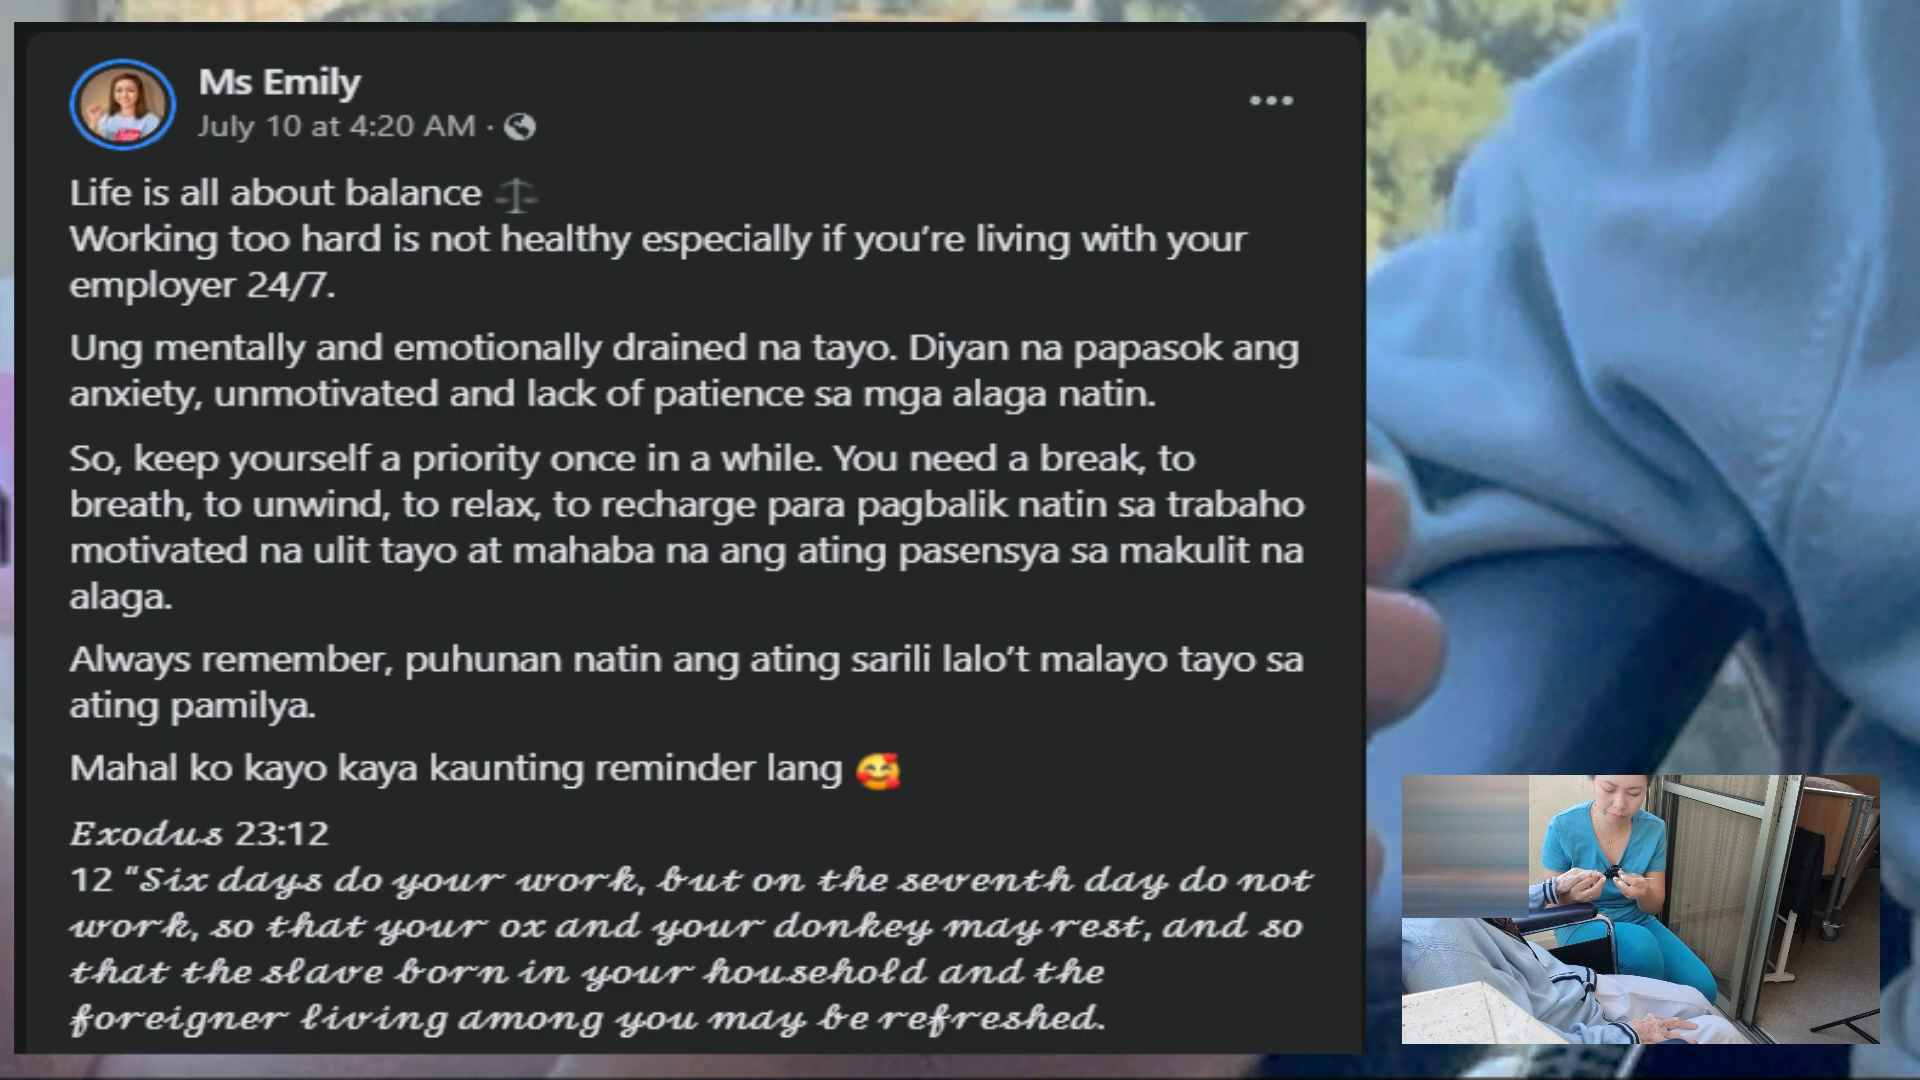 Ms Emily
July 10 at 4:20 AM ·
Life is all about balance ⚖
Working too hard is not healthy especially if you're living with your
employer 24/7.
Ung mentally and emotionally drained na tayo. Diyan na papasok ang
anxiety, unmotivated and lack of patience sa mga alaga natin.
So, keep yourself a priority once in a while. You need a break, to
breath, to unwind, to relax, to recharge para pagbalik natin sa trabaho
motivated na ulit tayo at mahaba na ang ating pasensya sa makulit na
alaga.
Always remember, puhunan natin ang ating sarili lalo't malayo tayo sa
ating pamilya.
Mahal ko kayo kaya kaunting reminder lang 🥰
Exodus 23:12
12 "Six days do your work, but on the seventh day do not
work, so that your ox and your donkey may rest, and so
that the slave born in your household and the
foreigner living among you may be refreshed.